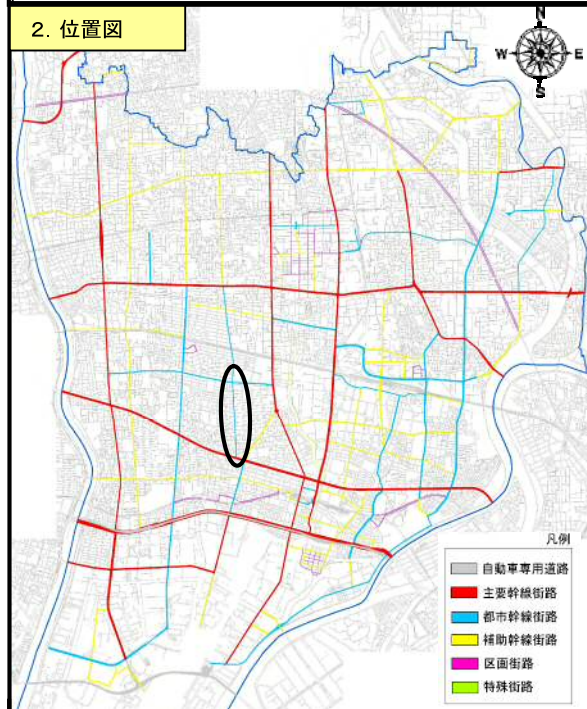 2．位置図
N
W
E
S
凡例
自動車専用道路
主要幹線街路
都市幹線街路
補助幹線街路
区画街路
特殊街路